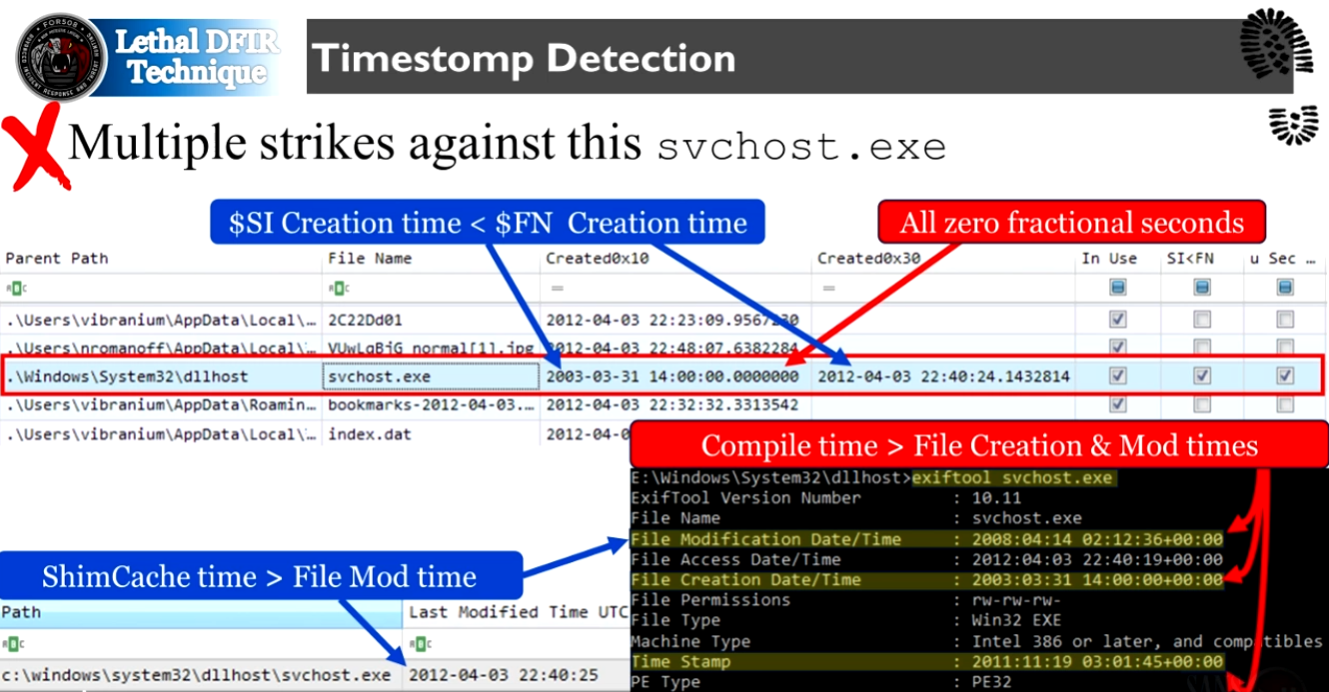 FOR508
Lethal DFIR
Technique
Timestomp Detection
Multiple strikes against this svchost.exe
$SI Creation time < $FN Creation time
All zero fractional seconds
Parent Path File Name Created0x10 Created0x30 In Use SI<FN u Sec …
.\Users\vibranium\AppData\Local\… 2C22Dd01 2012-04-03 22:23:09.9567230
.\Users\nromanoff\AppData\Local\… VUwLqBjG_normal[1].jpg 2012-04-03 22:48:07.6382284
.\Windows\System32\dllhost svchost.exe 2003-03-31 14:00:00.0000000 2012-04-03 22:40:24.1432814
.\Users\vibranium\AppData\Roamin… bookmarks-2012-04-03.… 2012-04-03 22:32:32.3313542
.\Users\vibranium\AppData\Local\… index.dat 2012-04-0
Compile time > File Creation & Mod times
E:\Windows\System32\dllhost>exiftool svchost.exe
ExifTool Version Number : 10.11
File Name : svchost.exe
File Modification Date/Time : 2008:04:14 02:12:36+00:00
File Access Date/Time : 2012:04:03 22:40:19+00:00
File Creation Date/Time : 2003:03:31 14:00:00+00:00
File Permissions : rw-rw-rw-
File Type : Win32 EXE
Machine Type : Intel 386 or later, and compatibles
Time Stamp : 2011:11:19 03:01:45+00:00
PE Type : PE32
ShimCache time > File Mod time
Path Last Modified Time UTC
c:\windows\system32\dllhost\svchost.exe 2012-04-03 22:40:25